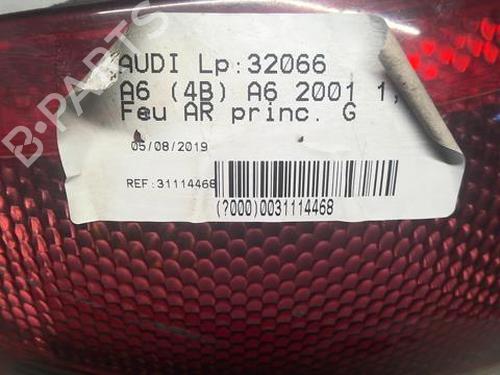 AUDI Lp:32066
A6 (4B) A6 2001 1,
Feu AR princ. G
05/08/2019
REF:31114468
(?000)0031114468
B-PARTS